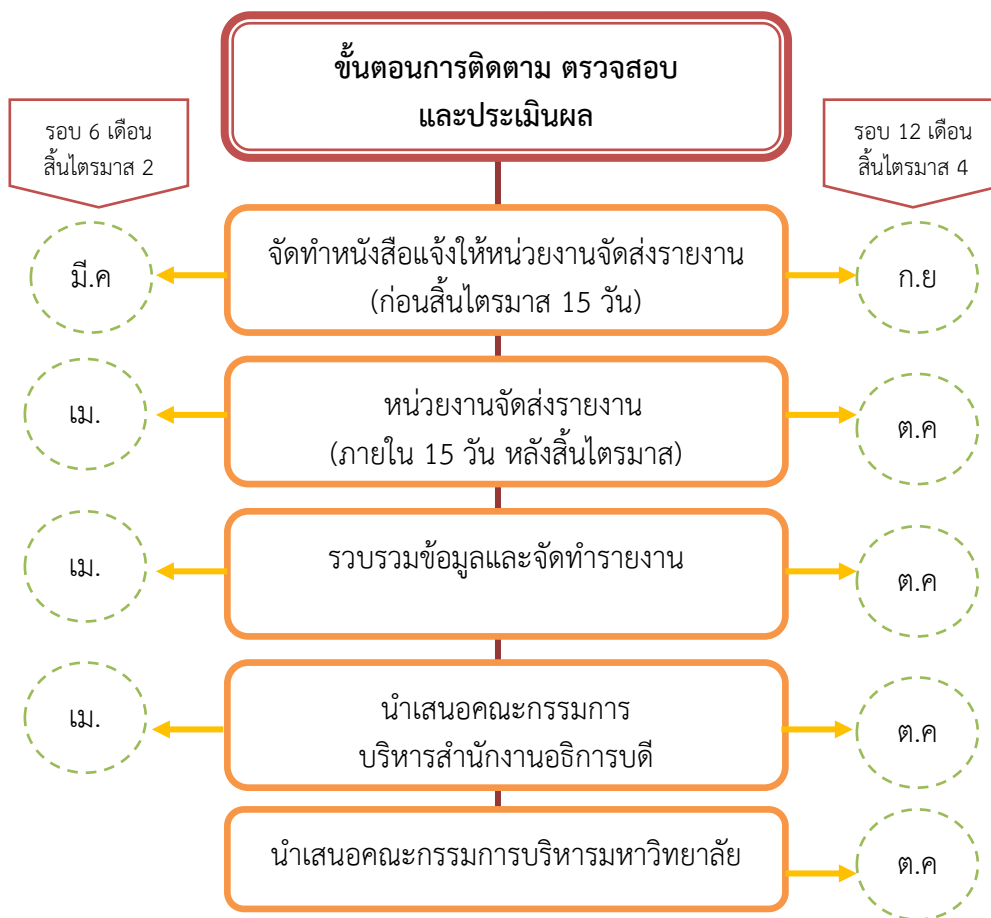 ขั้นตอนการติดตาม ตรวจสอบ
และประเมินผล
รอบ 6 เดือน
สิ้นไตรมาส 2
รอบ 12 เดือน
สิ้นไตรมาส 4
มี.ค
จัดทำหนังสือแจ้งให้หน่วยงานจัดส่งรายงาน
(ก่อนสิ้นไตรมาส 15 วัน)
ก.ย
เม.
หน่วยงานจัดส่งรายงาน
(ภายใน 15 วัน หลังสิ้นไตรมาส)
ต.ค
เม.
รวบรวมข้อมูลและจัดทำรายงาน
ต.ค
เม.
นำเสนอคณะกรรมการ
บริหารสำนักงานอธิการบดี
ต.ค
นำเสนอคณะกรรมการบริหารมหาวิทยาลัย
ต.ค